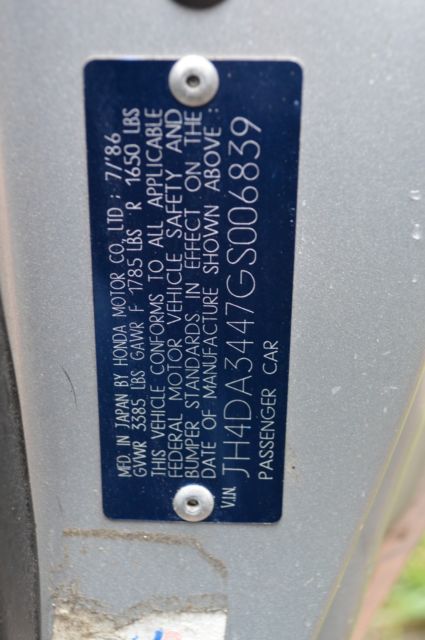 MFD. IN JAPAN BY HONDA MOTOR CO., LTD ; 7/'86
GVWR 3385 LBS GAWR F 1785 LBS R 1650 LBS
THIS VEHICLE CONFORMS TO ALL APPLICABLE
FEDERAL MOTOR VEHICLE SAFETY AND
BUMPER STANDARDS IN EFFECT ON THE
DATE OF MANUFACTURE SHOWN ABOVE :
V.I.N. JH4DA3447GS006839
PASSENGER CAR